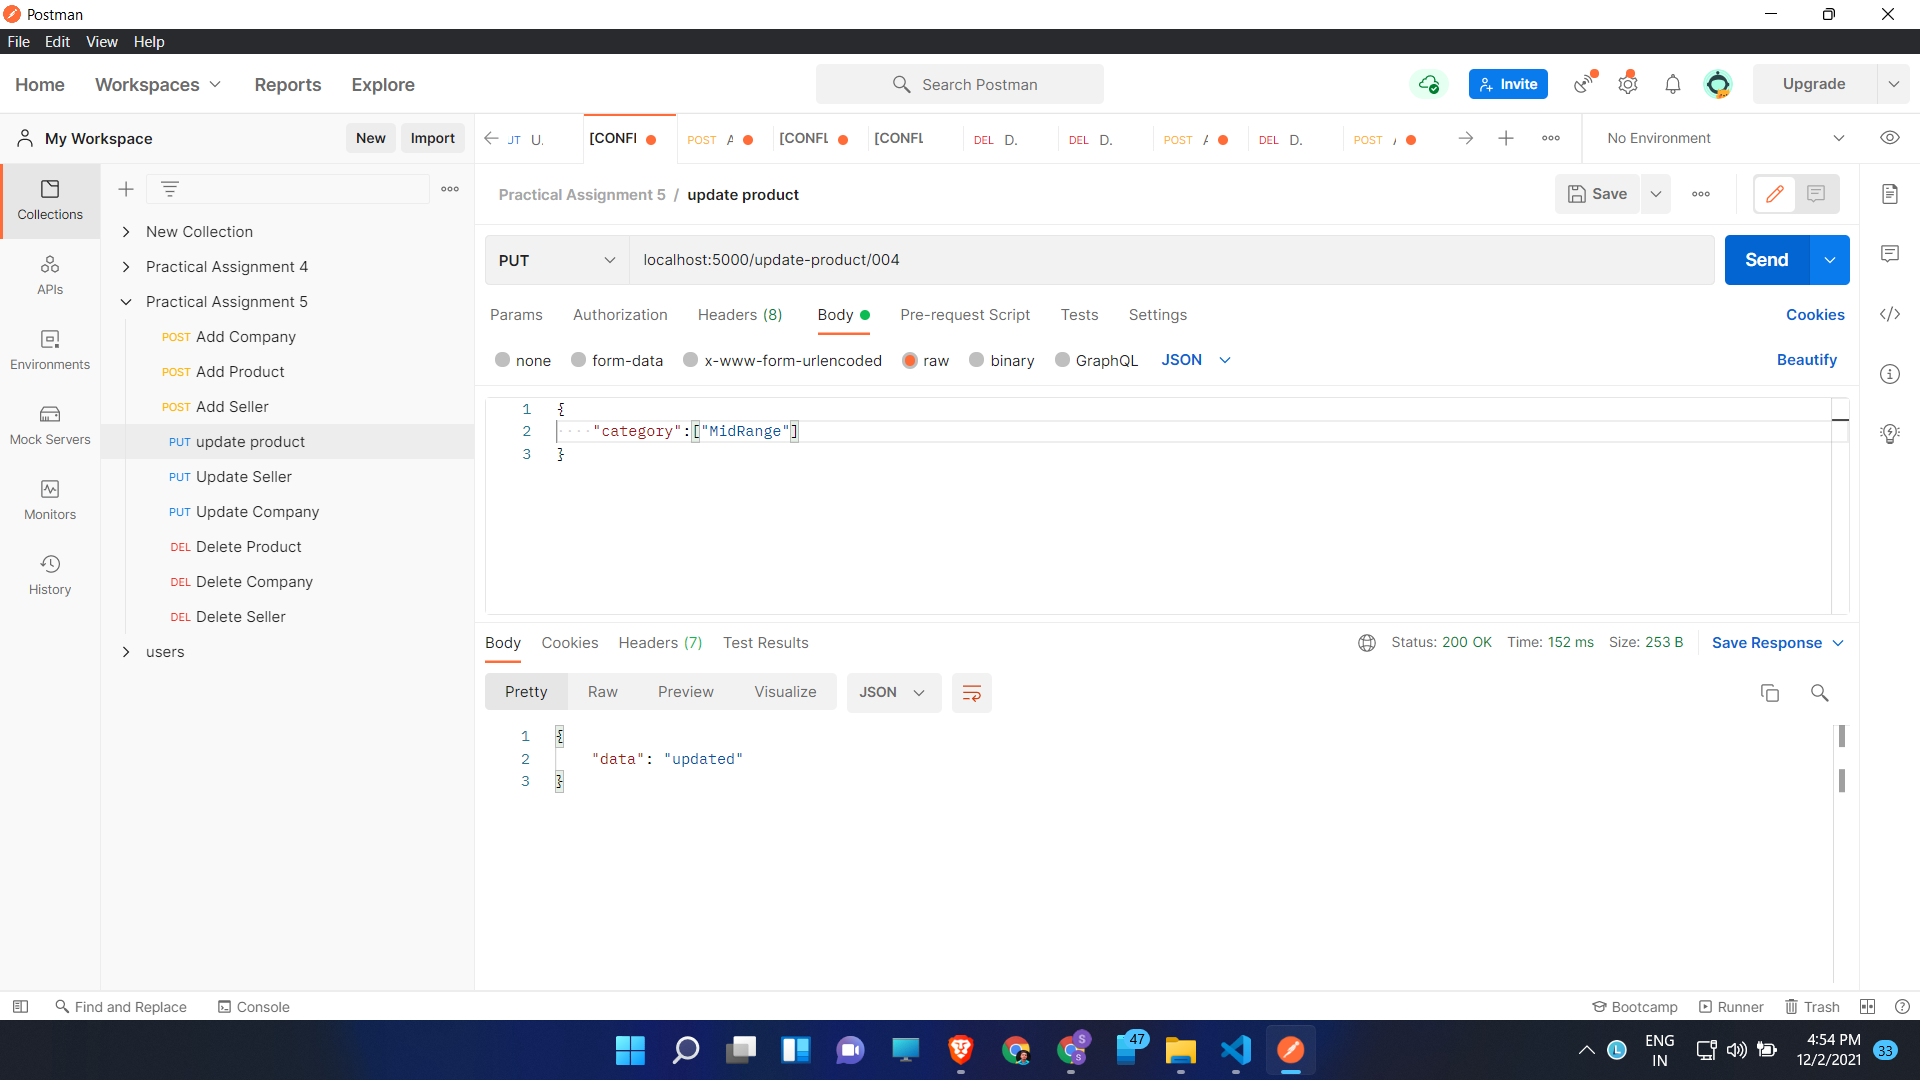 Postman
File Edit View Help
Home Workspaces Reports Explore
Search Postman
Invite
Upgrade
My Workspace
New Import
UT U.
[CONFI
POST
[CONFL
[CONFL
DEL D.
DEL D.
POST
DEL D.
POST
No Environment
Collections
APIs
Environments
Mock Servers
Monitors
History
New Collection
Practical Assignment 4
Practical Assignment 5
POST Add Company
POST Add Product
POST Add Seller
PUT update product
PUT Update Seller
PUT Update Company
DEL Delete Product
DEL Delete Company
DEL Delete Seller
users
Practical Assignment 5 / update product
Save
PUT
localhost:5000/update-product/004
Send
Params Authorization Headers (8) Body Pre-request Script Tests Settings
Cookies
none form-data x-www-form-urlencoded raw binary GraphQL JSON
Beautify
1 {
2 "category":["MidRange"]
3 }
Body Cookies Headers (7) Test Results
Status: 200 OK Time: 152 ms Size: 253 B Save Response
Pretty Raw Preview Visualize JSON
1 {
2 "data": "updated"
3 }
Find and Replace Console
Bootcamp Runner Trash
S
S
47
L
ENG
IN
4:54 PM
12/2/2021
33